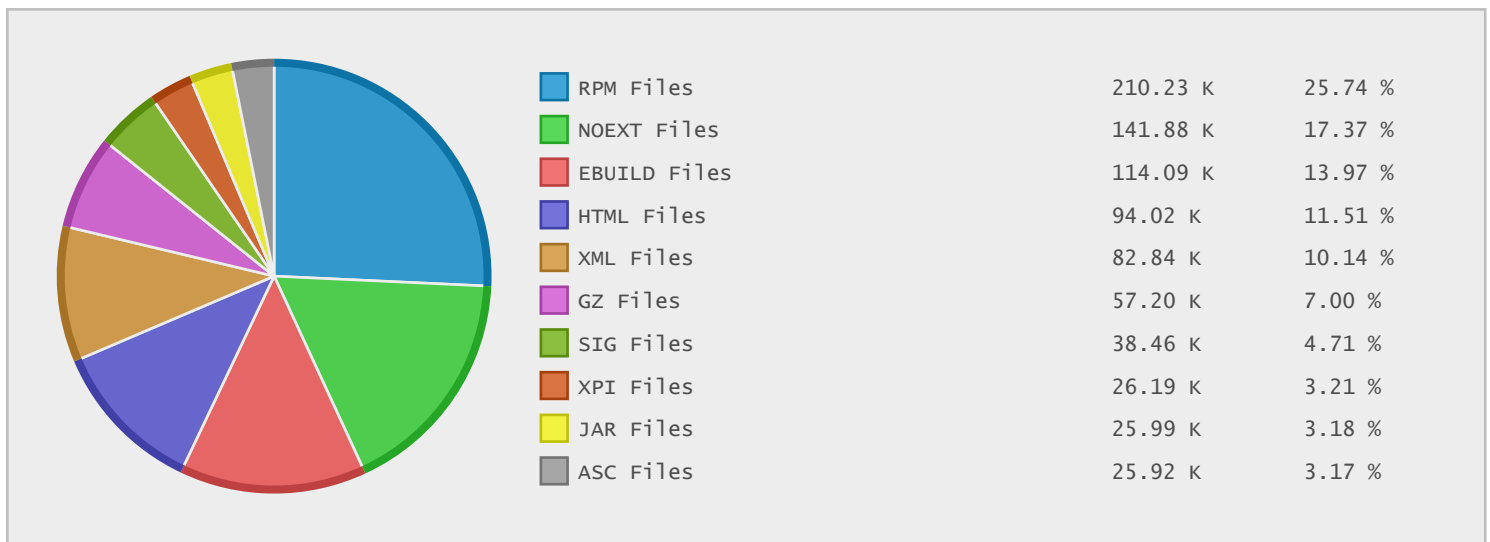 RPM Files 210.23 K 25.74 %
NOEXT Files 141.88 K 17.37 %
EBUILD Files 114.09 K 13.97 %
HTML Files 94.02 K 11.51 %
XML Files 82.84 K 10.14 %
GZ Files 57.20 K 7.00 %
SIG Files 38.46 K 4.71 %
XPI Files 26.19 K 3.21 %
JAR Files 25.99 K 3.18 %
ASC Files 25.92 K 3.17 %